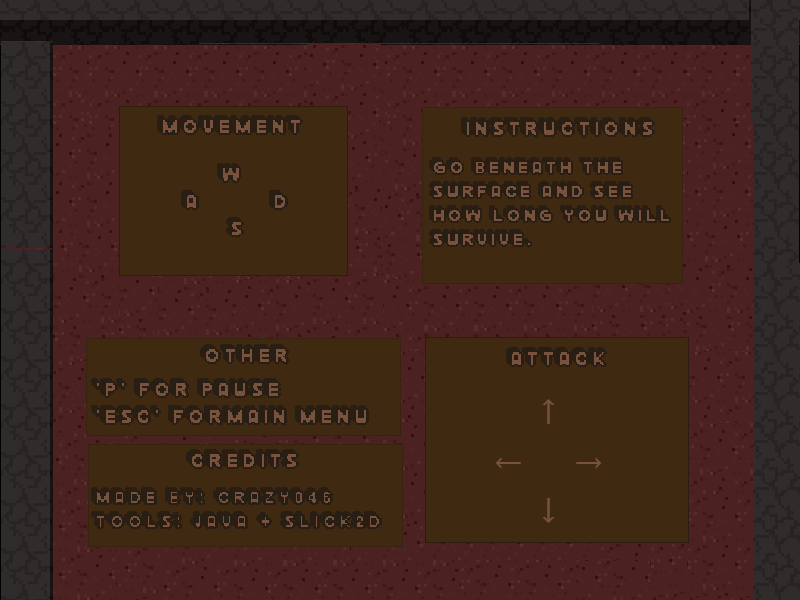 MOVEMENT
W
A D
S
INSTRUCTIONS
GO BENEATH THE
SURFACE AND SEE
HOW LONG YOU WILL
SURVIVE.
OTHER
'P' FOR PAUSE
'ESC' FORMAIN MENU
CREDITS
MADE BY: CRAZY046
TOOLS: JAVA + SLICK2D
ATTACK
↑
← →
↓